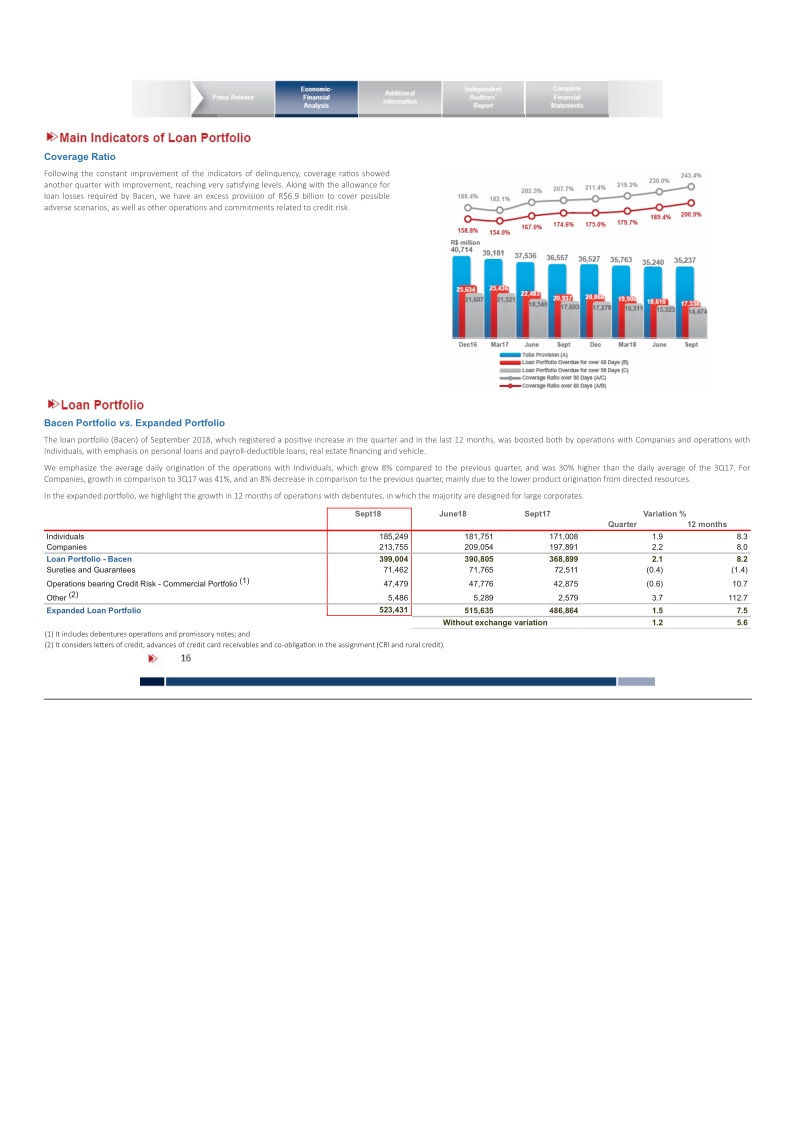 Press Release
Economic-
Financial
Analysis
Additional
Information
Independent
Auditors'
Report
Complete
Financial
Statements
Main Indicators of Loan Portfolio
Coverage Ratio
Following the constant improvement of the indicators of delinquency, coverage ratios showed
another quarter with improvement, reaching very satisfying levels. Along with the allowance for
loan losses required by Bacen, we have an excess provision of R$6.9 billion to cover possible
adverse scenarios, as well as other operations and commitments related to credit risk.
188.4% 182.1% 202.5% 207.7% 211.4% 219.3% 230.0% 243.4%
158.8% 154.0% 167.0% 174.6% 175.0% 179.7% 189.4% 200.9%
R$ million
40,714 39,181 37,536 36,557 36,527 35,763 35,240 35,237
25,634 25,436 22,483 20,937 20,868 18,610
21,607 21,521 17,603 17,278 16,311 15,323 14,474
Dec16 Mar17 June Sept Dec Mar18 June Sept
Total Provision (A)
Loan Portfolio Overdue for over 60 Days (B)
Loan Portfolio Overdue for over 90 Days (C)
Coverage Ratio over 90 Days (A/C)
Coverage Ratio over 60 Days (A/B)
Loan Portfolio
Bacen Portfolio vs. Expanded Portfolio
The loan portfolio (Bacen) of September 2018, which registered a positive increase in the quarter and in the last 12 months, was boosted both by operations with Companies and operations with
Individuals, with emphasis on personal loans and payroll-deductible loans, real estate financing and vehicle.
We emphasize the average daily origination of the operations with Individuals, which grew 8% compared to the previous quarter, and was 30% higher than the daily average of the 3Q17. For
Companies, growth in comparison to 3Q17 was 41%, and an 8% decrease in comparison to the previous quarter, mainly due to the lower product origination from directed resources.
In the expanded portfolio, we highlight the growth in 12 months of operations with debentures, in which the majority are designed for large corporates.
Sept18 June18 Sept17 Variation %
Quarter 12 months
Individuals 185,249 181,751 171,008 1.9 8.3
Companies 213,755 209,054 197,891 2.2 8.0
Loan Portfolio - Bacen 399,004 390,805 368,899 2.1 8.2
Sureties and Guarantees 71,462 71,765 72,511 (0.4) (1.4)
Operations bearing Credit Risk - Commercial Portfolio (1) 47,479 47,776 42,875 (0.6) 10.7
Other (2) 5,486 5,289 2,579 3.7 112.7
Expanded Loan Portfolio 523,431 515,635 486,864 1.5 7.5
Without exchange variation 1.2 5.6
(1) It includes debentures operations and promissory notes; and
(2) It considers letters of credit, advances of credit card receivables and co-obligation in the assignment (CRI and rural credit).
16